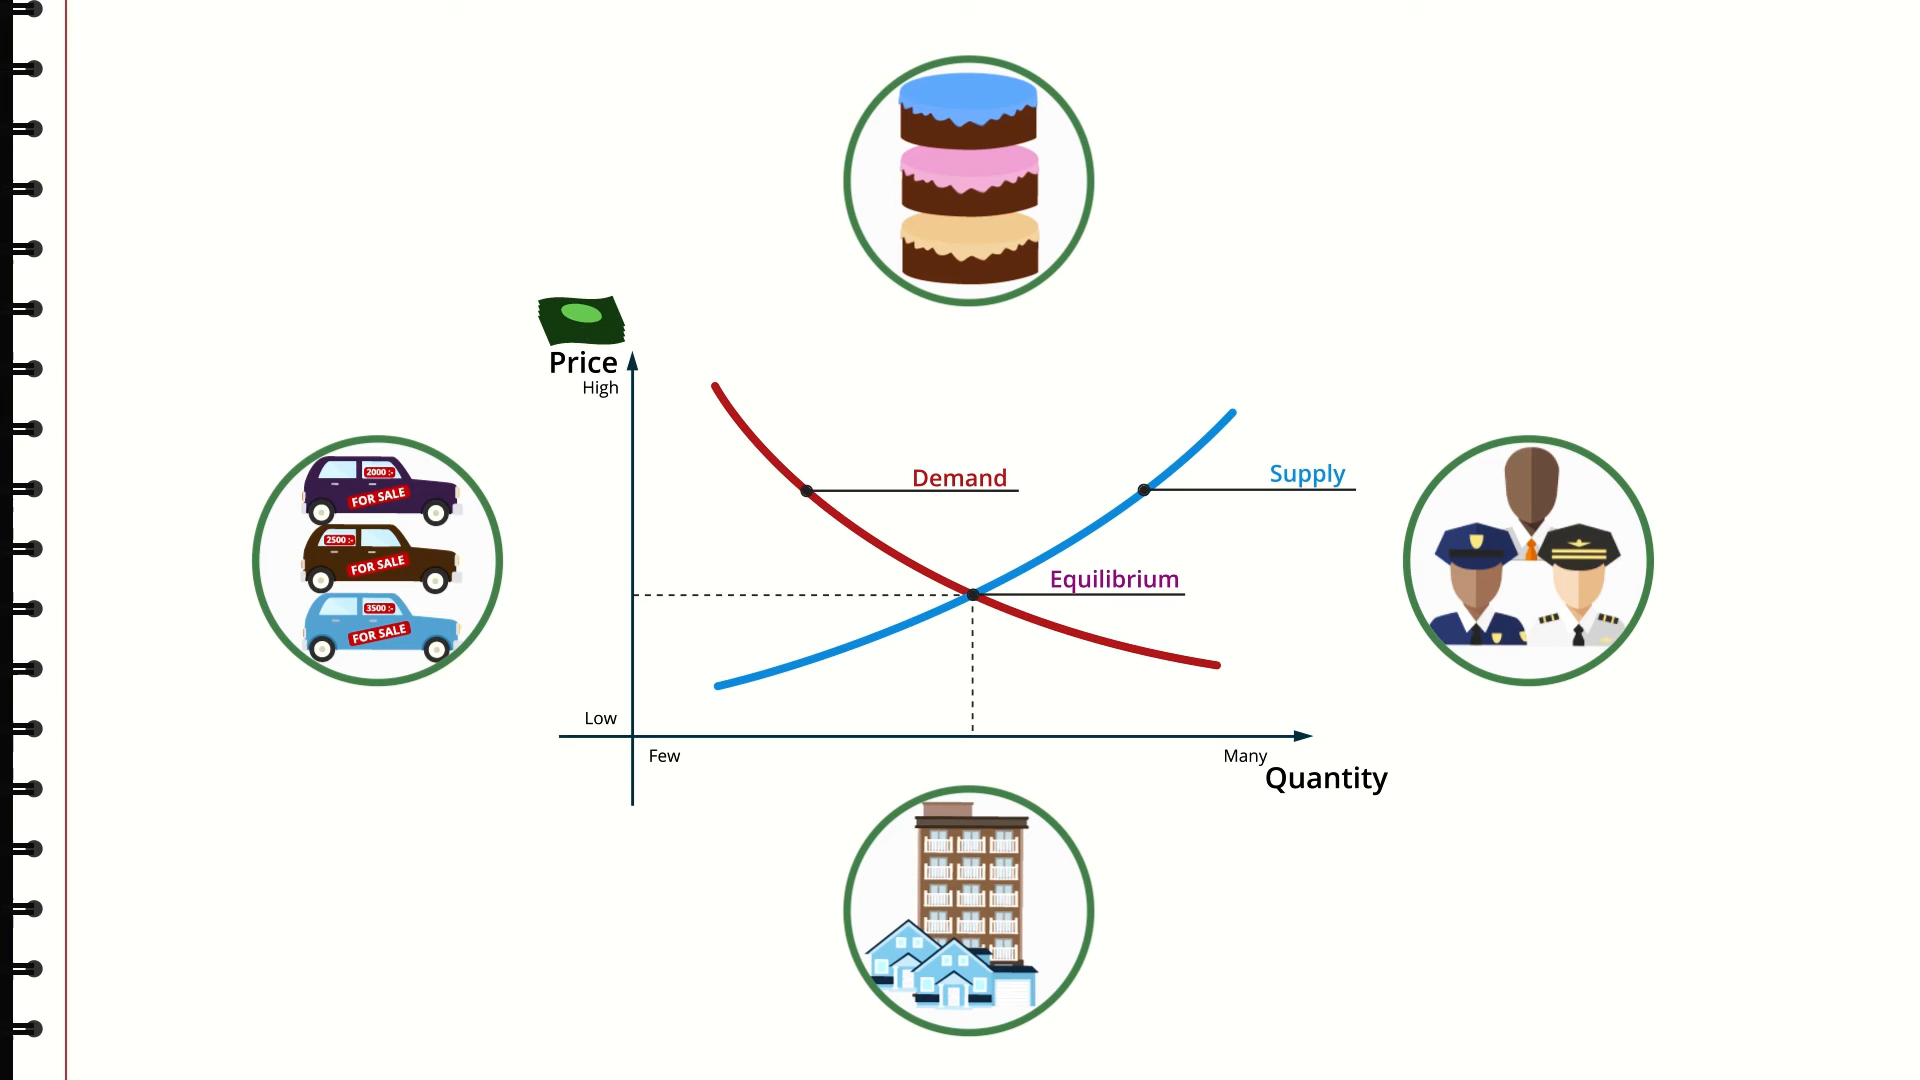 Price
High
Demand
Supply
2000 :-
FOR SALE
2500 :-
FOR SALE
Equilibrium
3500 :-
FOR SALE
Low
Few
Many
Quantity